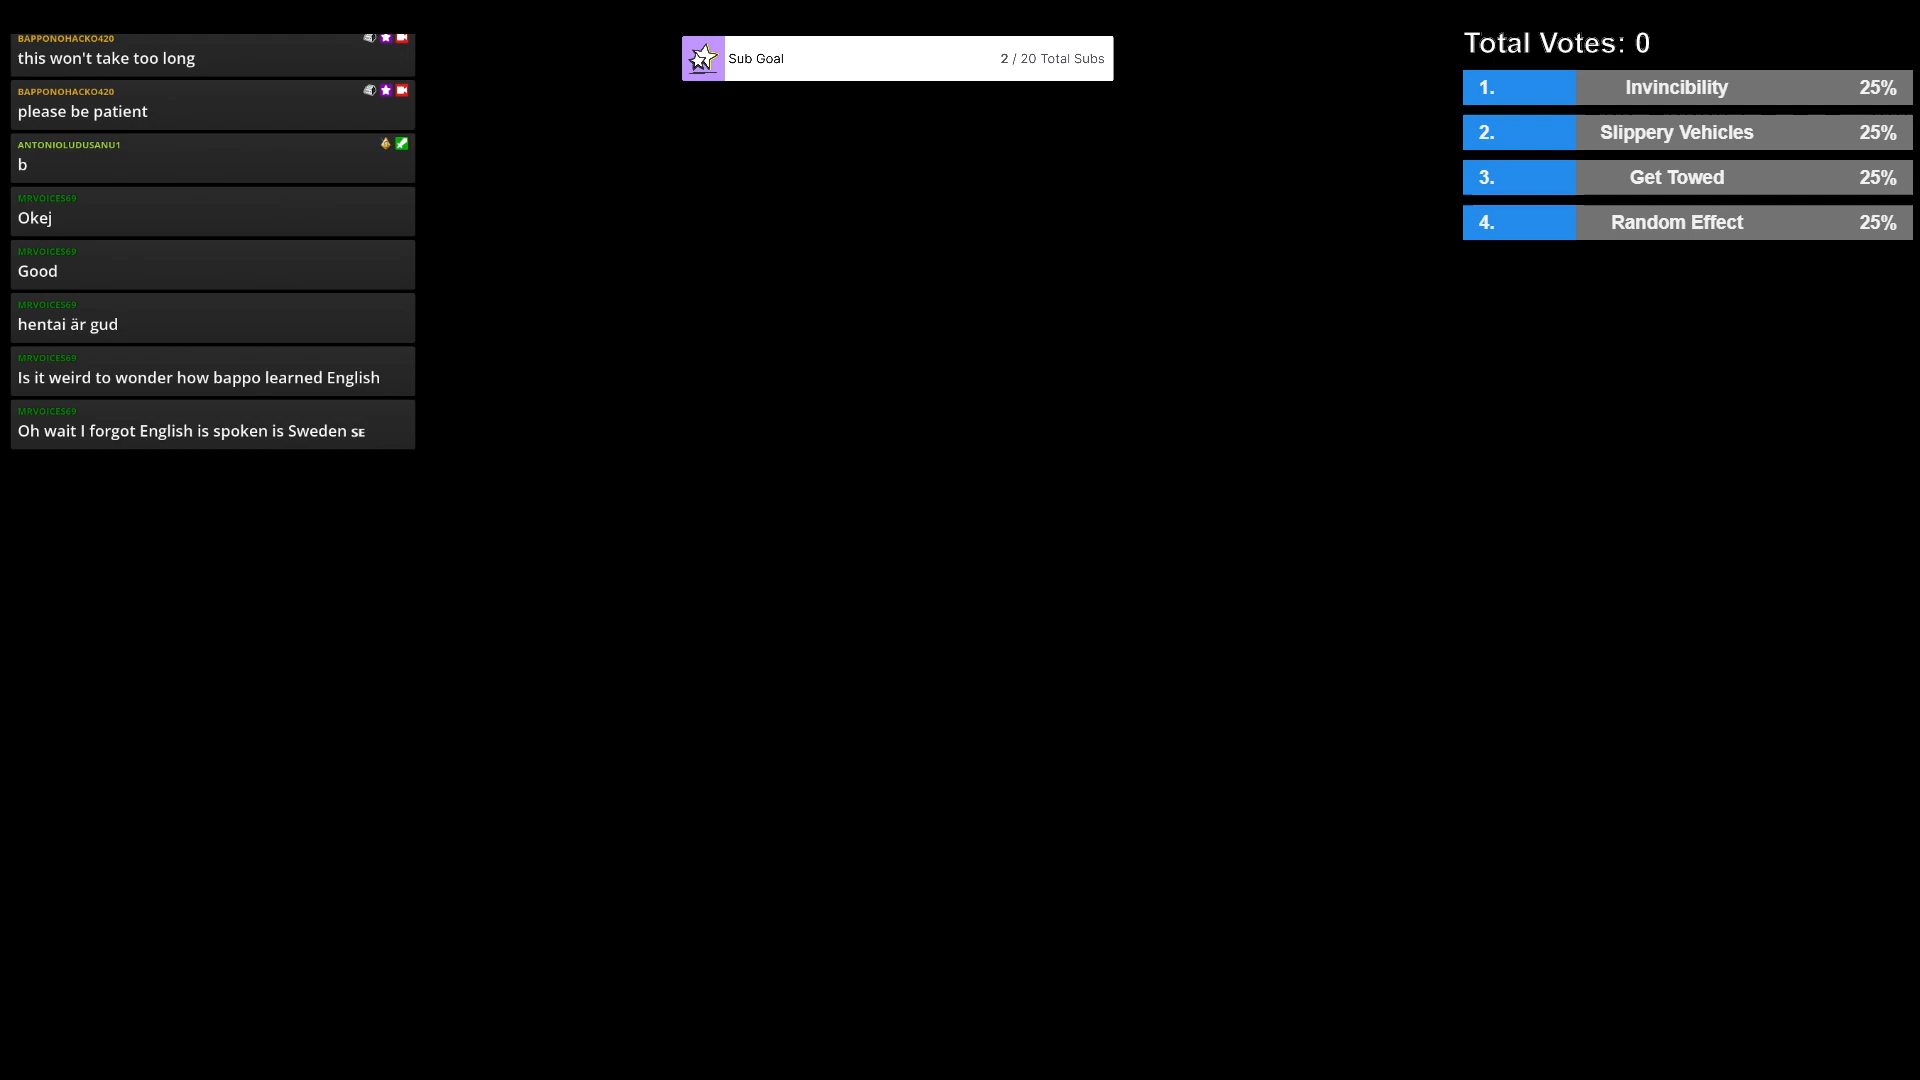 BAPPONOHACKO420
this won't take too long
BAPPONOHACKO420
please be patient
ANTONIOLUDUSANU1
b
MRVOICES69
Okej
MRVOICES69
Good
MRVOICES69
hentai är gud
MRVOICES69
Is it weird to wonder how bappo learned English
MRVOICES69
Oh wait I forgot English is spoken is Sweden SE
Sub Goal 2 / 20 Total Subs
Total Votes: 0
1. Invincibility 25%
2. Slippery Vehicles 25%
3. Get Towed 25%
4. Random Effect 25%